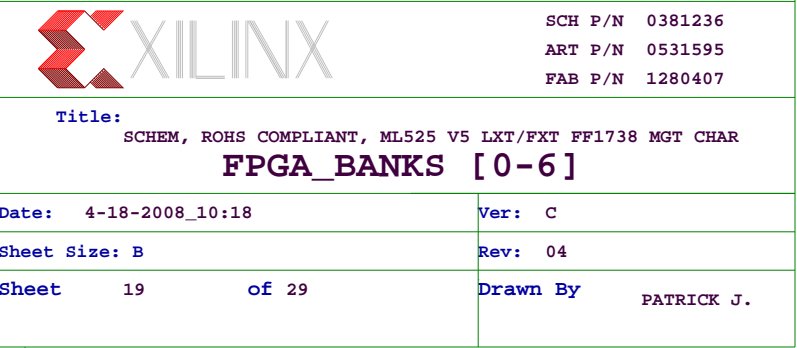 XILINX
SCH P/N 0381236
ART P/N 0531595
FAB P/N 1280407
Title:
SCHEM, ROHS COMPLIANT, ML525 V5 LXT/FXT FF1738 MGT CHAR
FPGA_BANKS [0-6]
Date: 4-18-2008_10:18 Ver: C
Sheet Size: B Rev: 04
Sheet 19 of 29 Drawn By PATRICK J.